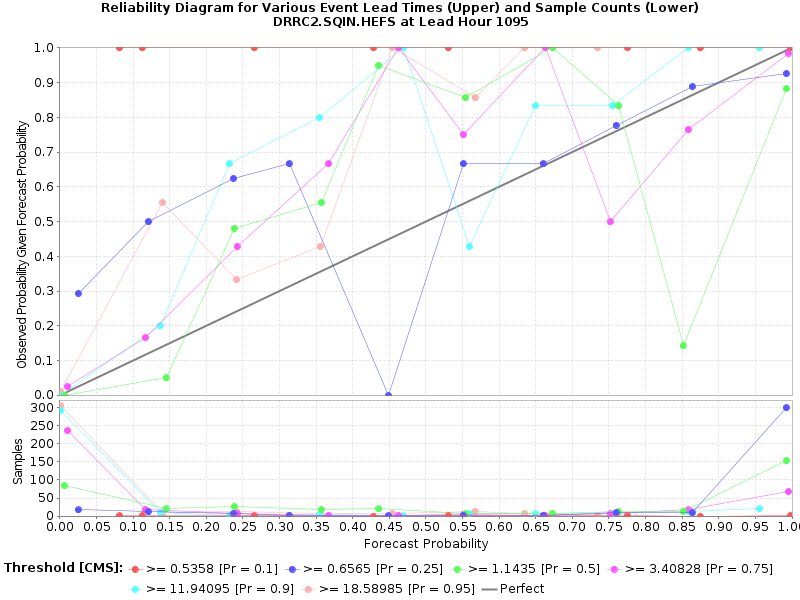 Reliability Diagram for Various Event Lead Times (Upper) and Sample Counts (Lower)
DRRC2.SQIN.HEFS at Lead Hour 1095
Observed Probability Given Forecast Probability
1.0
0.9
0.8
0.7
0.6
0.5
0.4
0.3
0.2
0.1
0.0
Samples
300
250
200
150
100
50
0
0.00 0.05 0.10 0.15 0.20 0.25 0.30 0.35 0.40 0.45 0.50 0.55 0.60 0.65 0.70 0.75 0.80 0.85 0.90 0.95 1.00
Forecast Probability
Threshold [CMS]: >= 0.5358 [Pr = 0.1] >= 0.6565 [Pr = 0.25] >= 1.1435 [Pr = 0.5] >= 3.40828 [Pr = 0.75]
>= 11.94095 [Pr = 0.9] >= 18.58985 [Pr = 0.95] Perfect